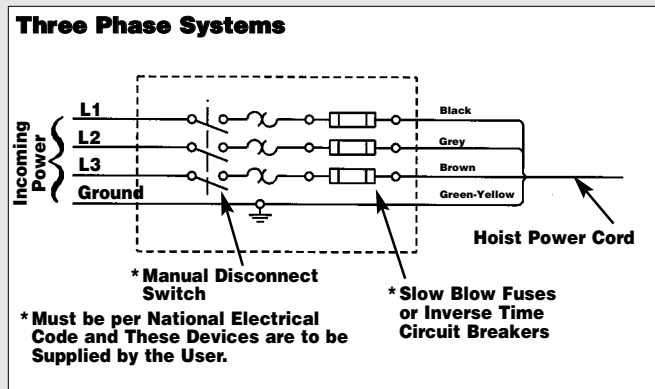 Three Phase Systems
Incoming
Power
L1
L2
L3
Ground
Black
Grey
Brown
Green-Yellow
Hoist Power Cord
*Manual Disconnect
Switch
*Slow Blow Fuses
or Inverse Time
Circuit Breakers
*Must be per National Electrical
Code and These Devices are to be
Supplied by the User.